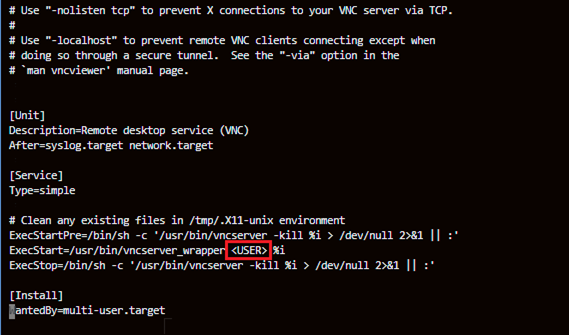 # Use "-nolisten tcp" to prevent X connections to your VNC server via TCP.
#
# Use "-localhost" to prevent remote VNC clients connecting except when
# doing so through a secure tunnel.  See the "-via" option in the
# `man vncviewer' manual page.
[Unit]
Description=Remote desktop service (VNC)
After=syslog.target network.target
[Service]
Type=simple
# Clean any existing files in /tmp/.X11-unix environment
ExecStartPre=/bin/sh -c '/usr/bin/vncserver -kill %i > /dev/null 2>&1 || :'
ExecStart=/usr/bin/vncserver_wrapper <USER> %i
ExecStop=/bin/sh -c '/usr/bin/vncserver -kill %i > /dev/null 2>&1 || :'
[Install]
WantedBy=multi-user.target